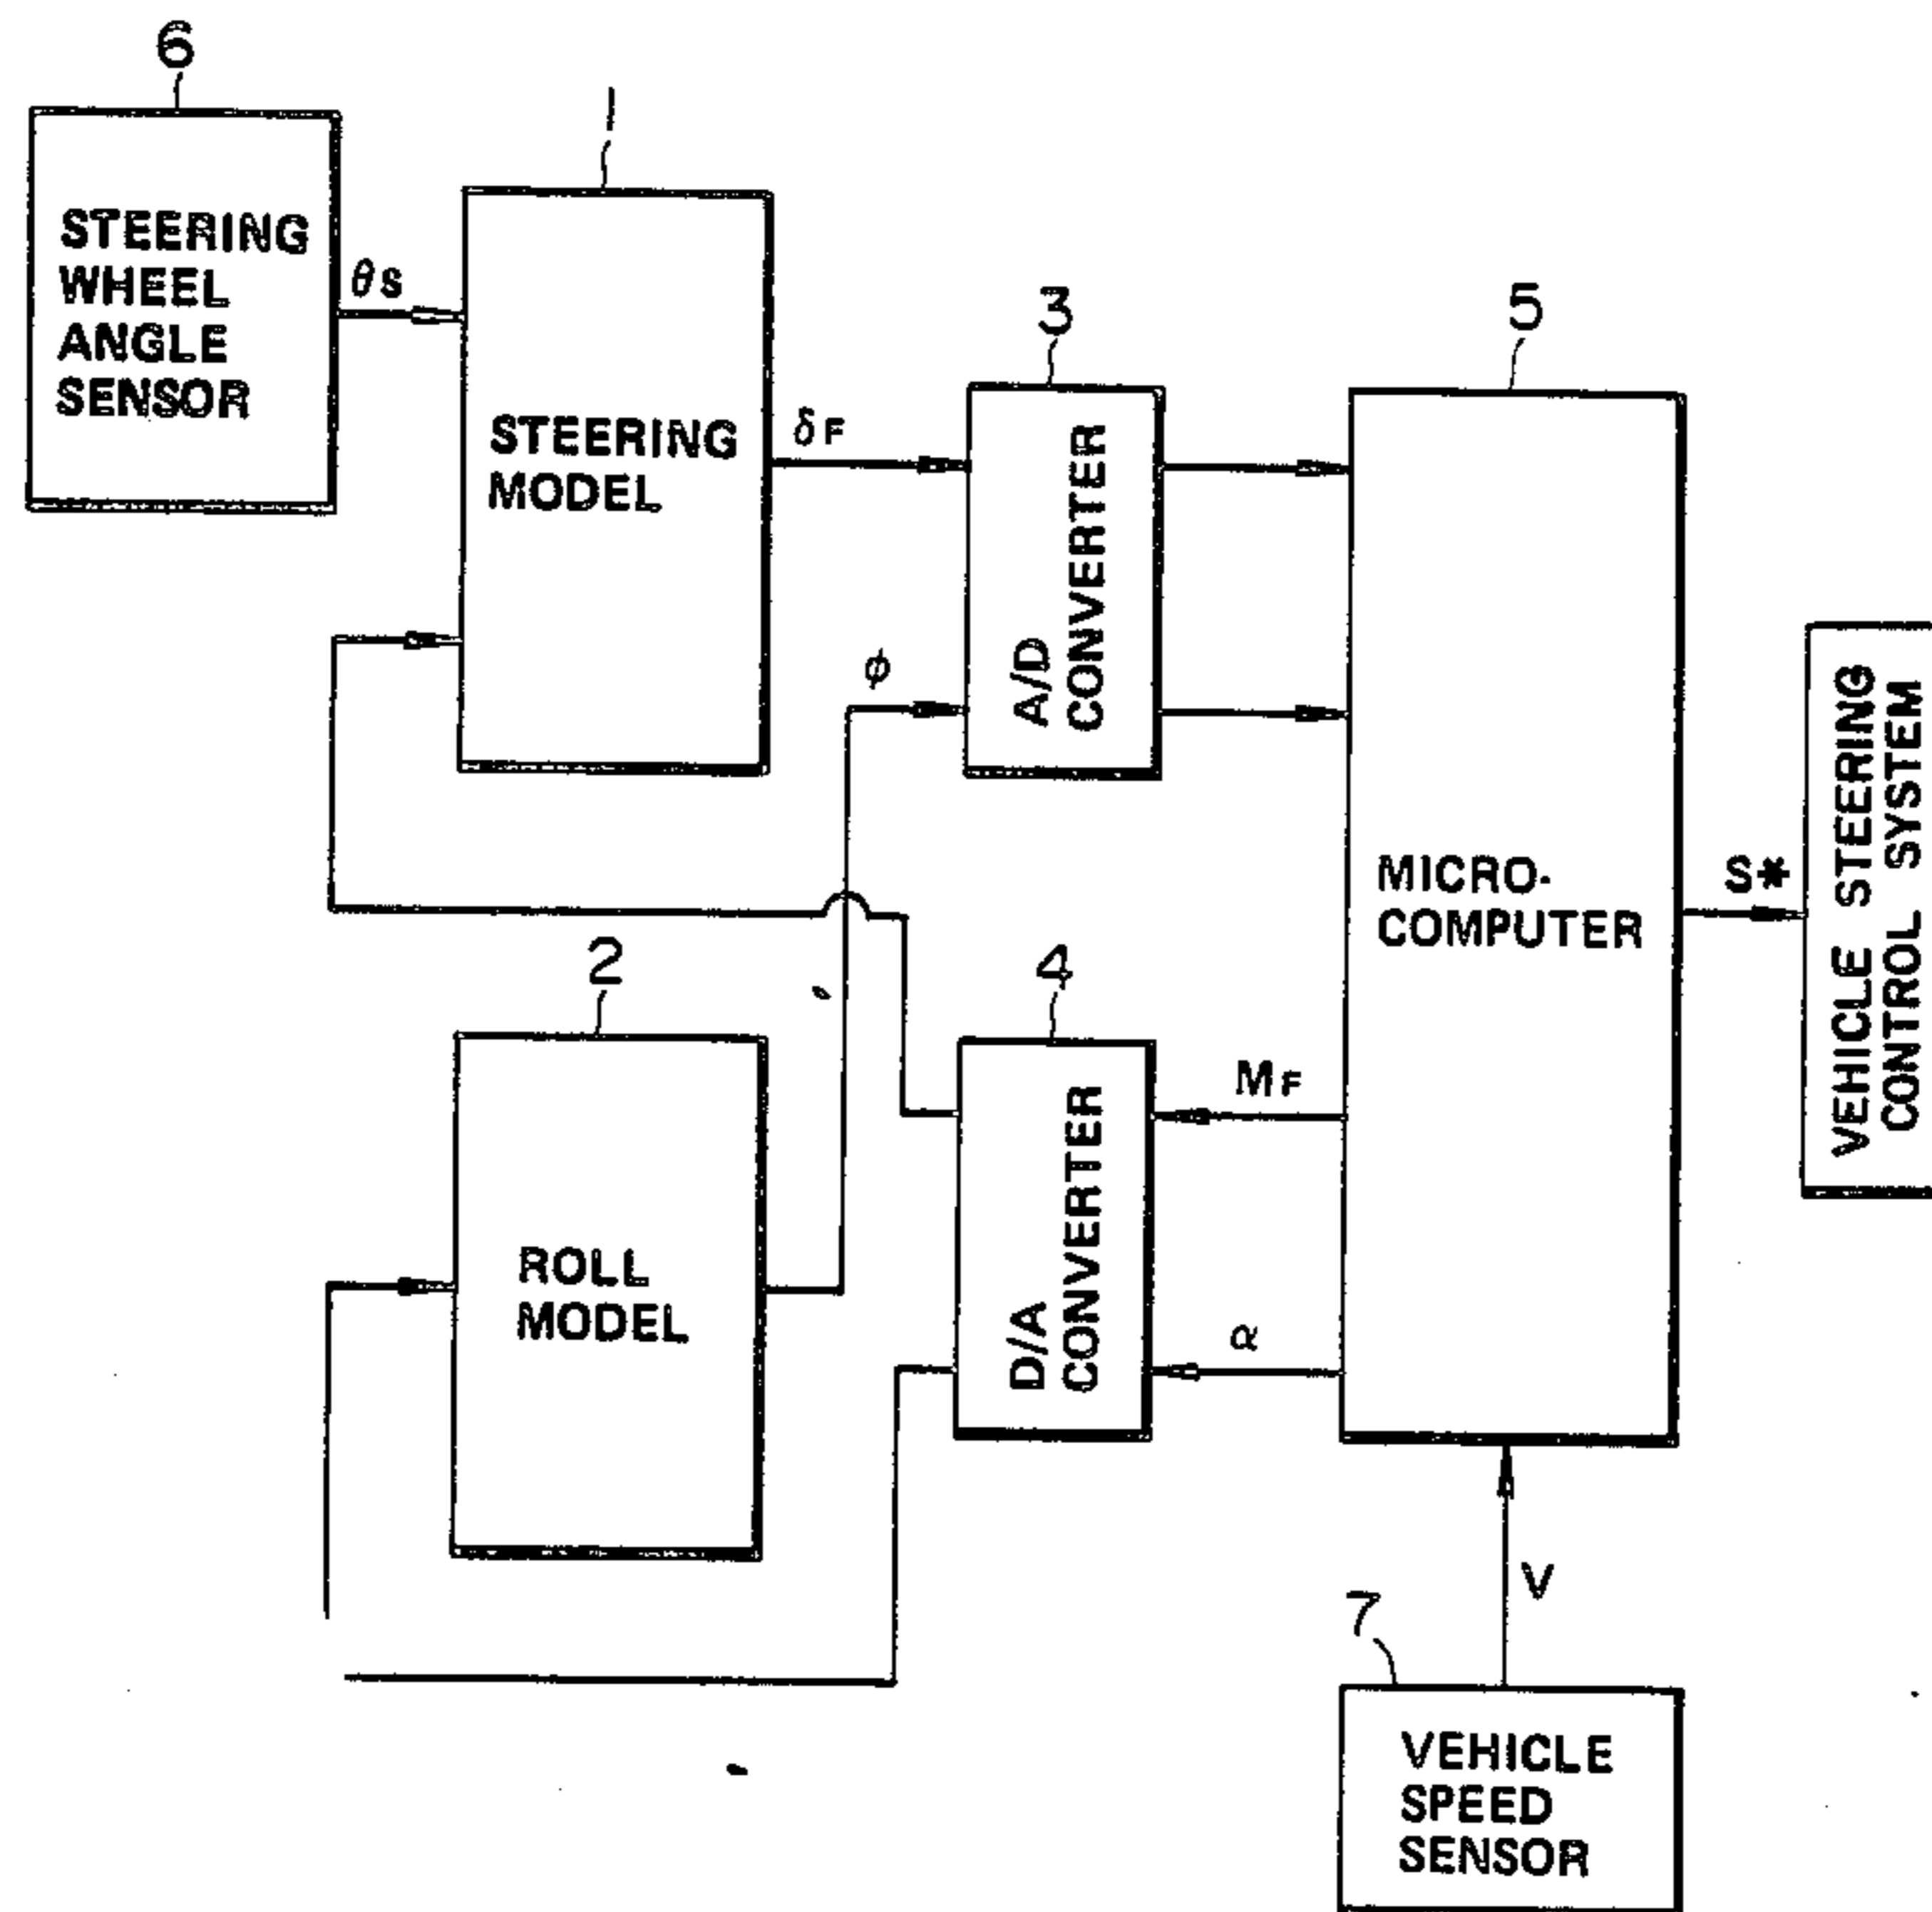 6
STEERING
WHEEL
ANGLE
SENSOR
θS
1
STEERING
MODEL
δF
3
A/D
CONVERTER
ϕ
5
MICRO-
COMPUTER
S*
VEHICLE STEERING
CONTROL SYSTEM
2
ROLL
MODEL
4
D/A
CONVERTER
MF
α
V
7
VEHICLE
SPEED
SENSOR